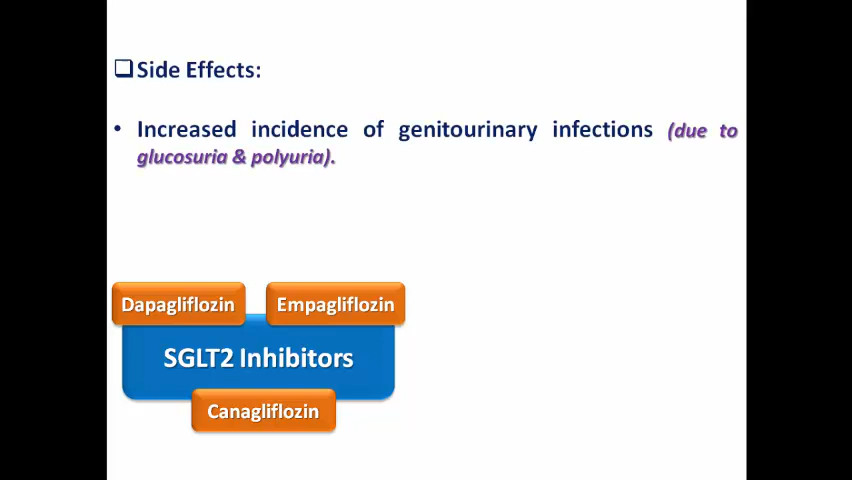 ❑Side Effects:
• Increased incidence of genitourinary infections (due to
glucosuria & polyuria).
Dapagliflozin
Empagliflozin
SGLT2 Inhibitors
Canagliflozin